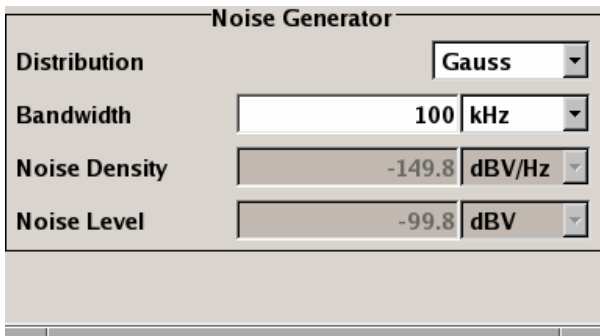 Noise Generator
Distribution Gauss
Bandwidth 100 kHz
Noise Density -149.8 dBV/Hz
Noise Level -99.8 dBV